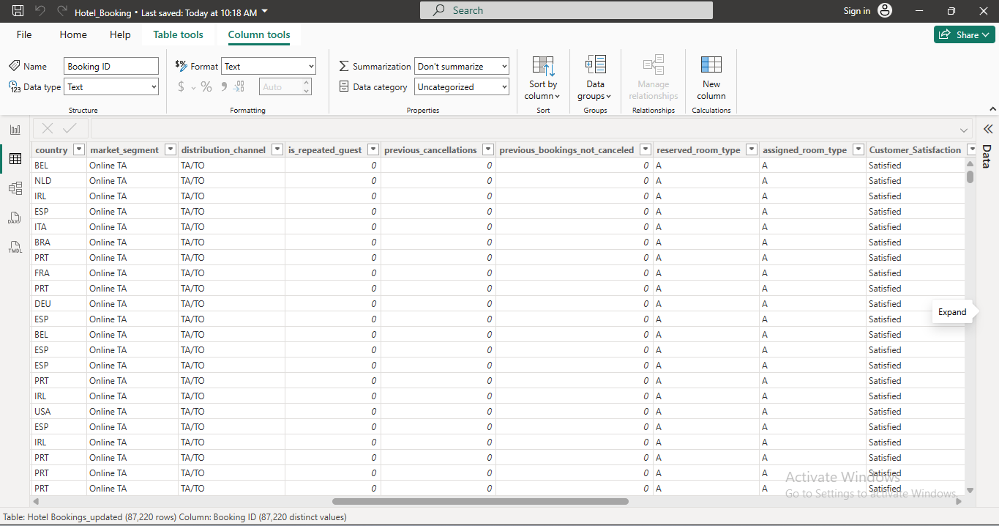 Hotel_Booking • Last saved: Today at 10:18 AM
Search
Sign in
File Home Help Table tools Column tools
Share
Name Booking ID
$% Format Text
Summarization Don't summarize
Data type Text
$ % 9 .00 Auto
Data category Uncategorized
Sort by column
Data groups
Manage relationships
New column
Structure Formatting Properties Sort Groups Relationships Calculations
Data
DAX
TMDL
country market_segment distribution_channel is_repeated_guest previous_cancellations previous_bookings_not_canceled reserved_room_type assigned_room_type Customer_Satisfaction
BEL Online TA TA/TO 0 0 0 A A Satisfied
NLD Online TA TA/TO 0 0 0 A A Satisfied
IRL Online TA TA/TO 0 0 0 A A Satisfied
ESP Online TA TA/TO 0 0 0 A A Satisfied
ITA Online TA TA/TO 0 0 0 A A Satisfied
BRA Online TA TA/TO 0 0 0 A A Satisfied
PRT Online TA TA/TO 0 0 0 A A Satisfied
FRA Online TA TA/TO 0 0 0 A A Satisfied
PRT Online TA TA/TO 0 0 0 A A Satisfied
DEU Online TA TA/TO 0 0 0 A A Satisfied
Expand
ESP Online TA TA/TO 0 0 0 A A Satisfied
BEL Online TA TA/TO 0 0 0 A A Satisfied
ESP Online TA TA/TO 0 0 0 A A Satisfied
ESP Online TA TA/TO 0 0 0 A A Satisfied
PRT Online TA TA/TO 0 0 0 A A Satisfied
IRL Online TA TA/TO 0 0 0 A A Satisfied
USA Online TA TA/TO 0 0 0 A A Satisfied
ESP Online TA TA/TO 0 0 0 A A Satisfied
IRL Online TA TA/TO 0 0 0 A A Satisfied
PRT Online TA TA/TO 0 0 0 A A Satisfied
PRT Online TA TA/TO 0 0 0 A A Satisfied
PRT Online TA TA/TO 0 0 0 A A Satisfied
Activate Windows
Go to Settings to activate Windows.
Table: Hotel Bookings_updated (87,220 rows) Column: Booking ID (87,220 distinct values)